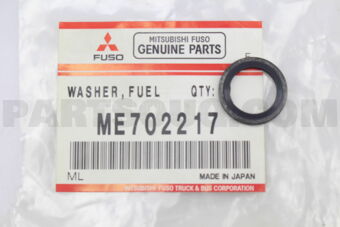 MITSUBISHI FUSO
GENUINE PARTS
FUSO
WASHER, FUEL QTY:
ME702217
ML
MADE IN JAPAN
MITSUBISHI FUSO TRUCK & BUS CORPORATION